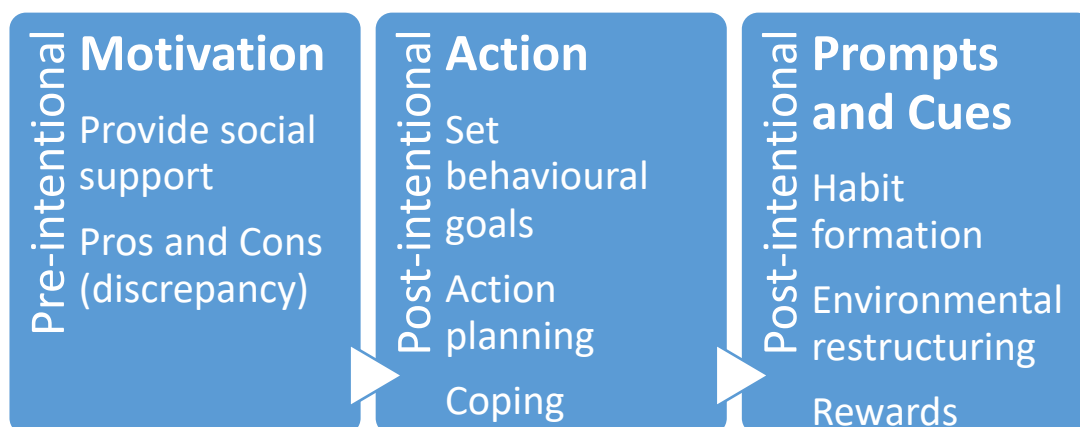 Pre-intentional
Motivation
Provide social
support
Pros and Cons
(discrepancy)
Post-intentional
Action
Set
behavioural
goals
Action
planning
Coping
Post-intentional
Prompts
and Cues
Habit
formation
Environmental
restructuring
Rewards